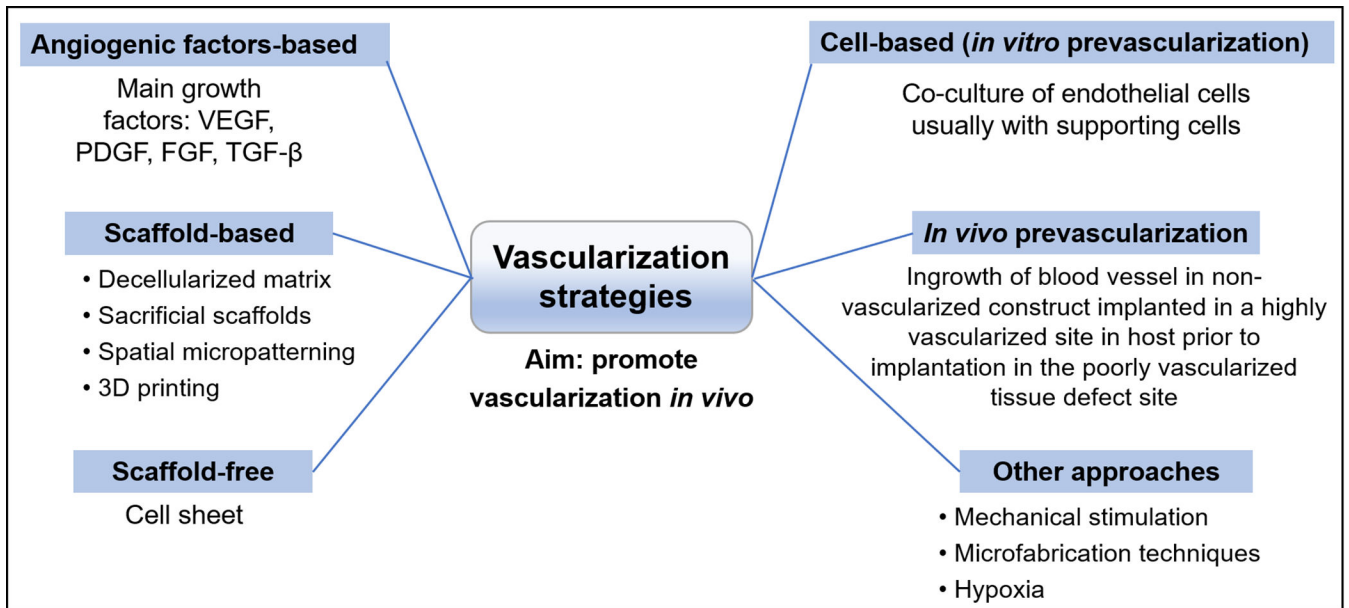 Angiogenic factors-based
Main growth
factors: VEGF,
PDGF, FGF, TGF-β
Scaffold-based
• Decellularized matrix
• Sacrificial scaffolds
• Spatial micropatterning
• 3D printing
Scaffold-free
Cell sheet
Vascularization
strategies
Aim: promote
vascularization in vivo
Cell-based (in vitro prevascularization)
Co-culture of endothelial cells
usually with supporting cells
In vivo prevascularization
Ingrowth of blood vessel in non-
vascularized construct implanted in a highly
vascularized site in host prior to
implantation in the poorly vascularized
tissue defect site
Other approaches
• Mechanical stimulation
• Microfabrication techniques
• Hypoxia